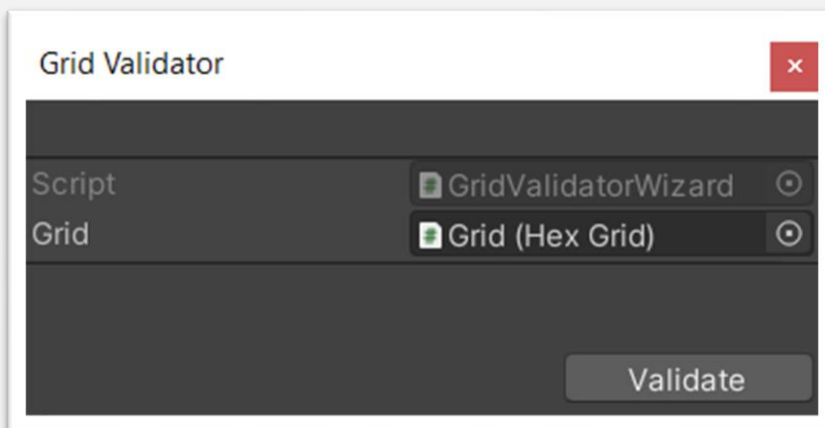 Grid Validator
Script GridValidatorWizard
Grid Grid (Hex Grid)
Validate